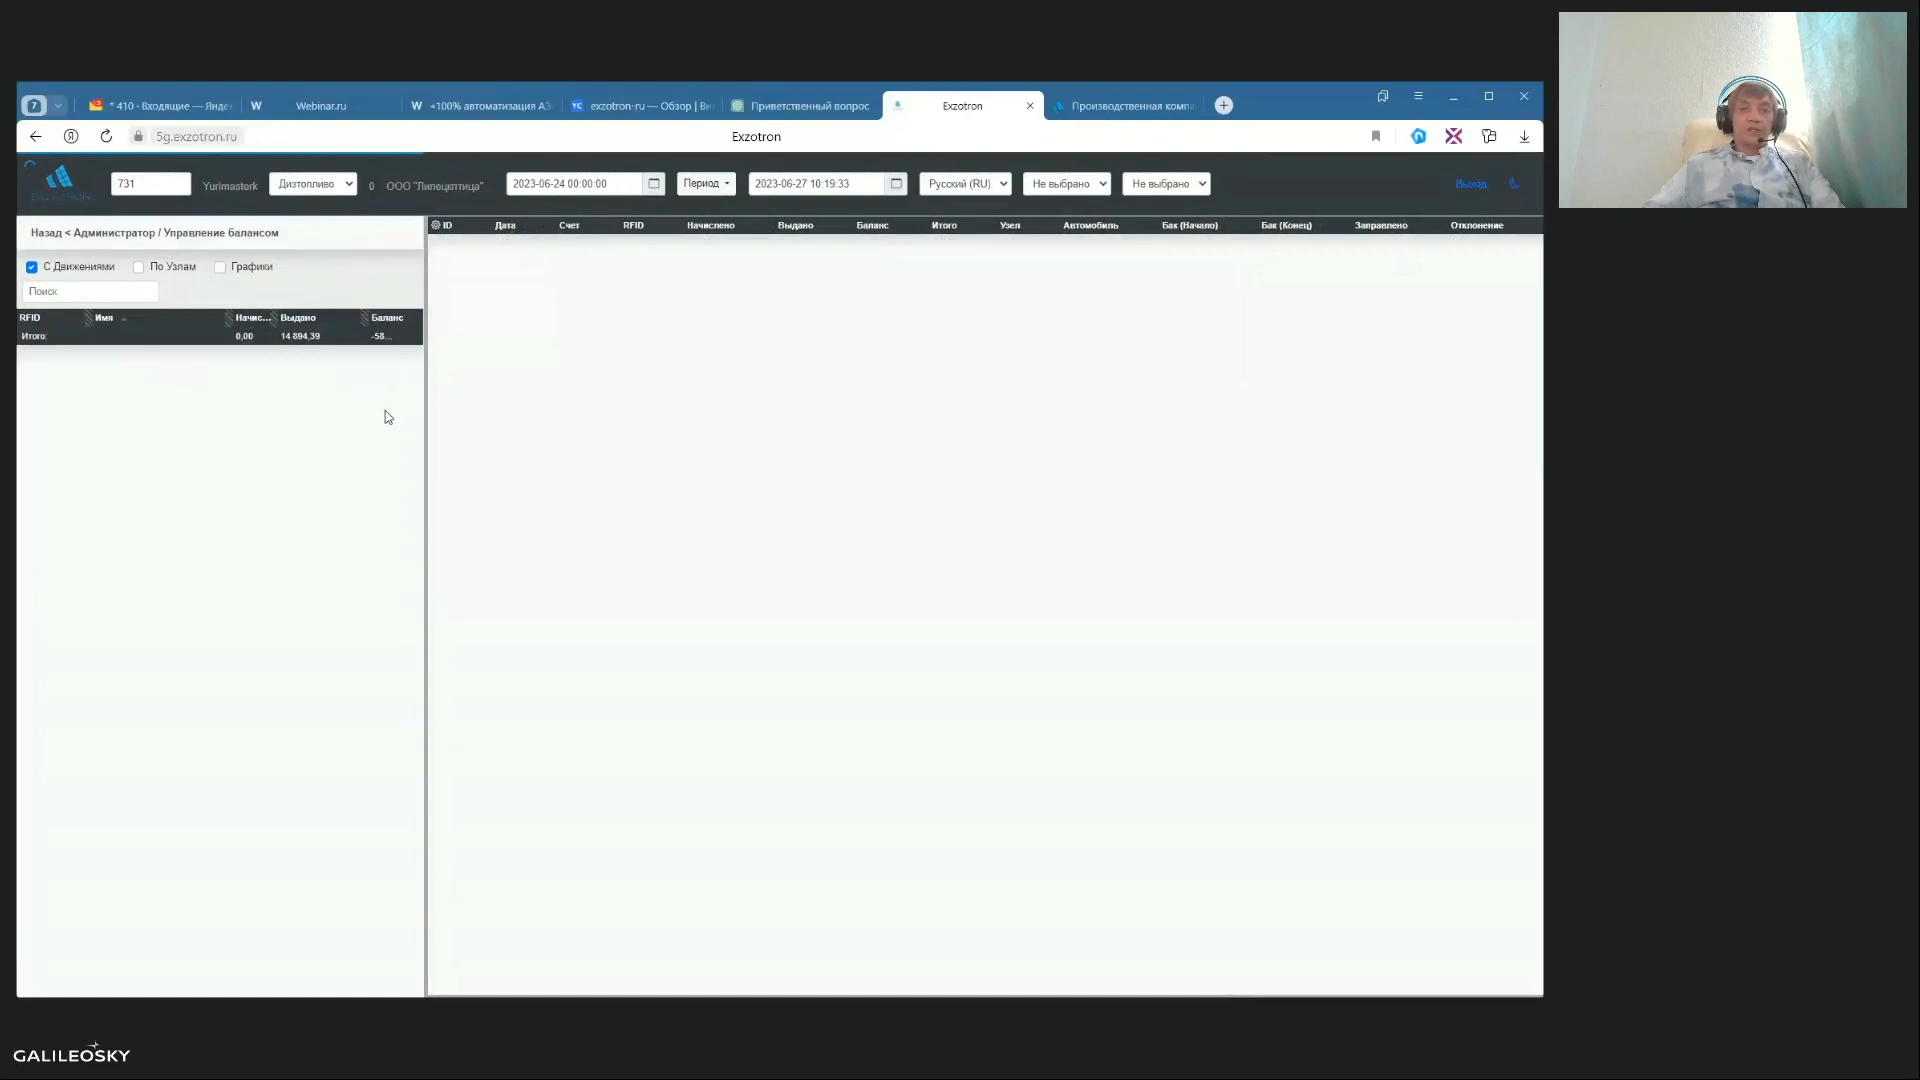 7
* 410 · Входящие — Янде
W
Webinar.ru
W
«100% автоматизация АЗ
YC
exzotron-ru — Обзор | Ви
Приветственный вопрос
Exzotron
Производственная компа
5g.exzotron.ru
Exzotron
731
Yurimasterk
Дизтопливо
0
ООО "Липецкптица"
2023-06-24 00:00:00
Период
2023-06-27 10:19:33
Русский (RU)
Не выбрано
Не выбрано
Выход
Назад < Администратор / Управление балансом
С Движениями
По Узлам
Графики
Поиск
RFID
Имя
Начис...
Выдано
Баланс
Итого:
0,00
14 894,39
-58...
ID
Дата
Счет
RFID
Начислено
Выдано
Баланс
Итого
Узел
Автомобиль
Бак (Начало)
Бак (Конец)
Заправлено
Отклонение
GALILEOSKY